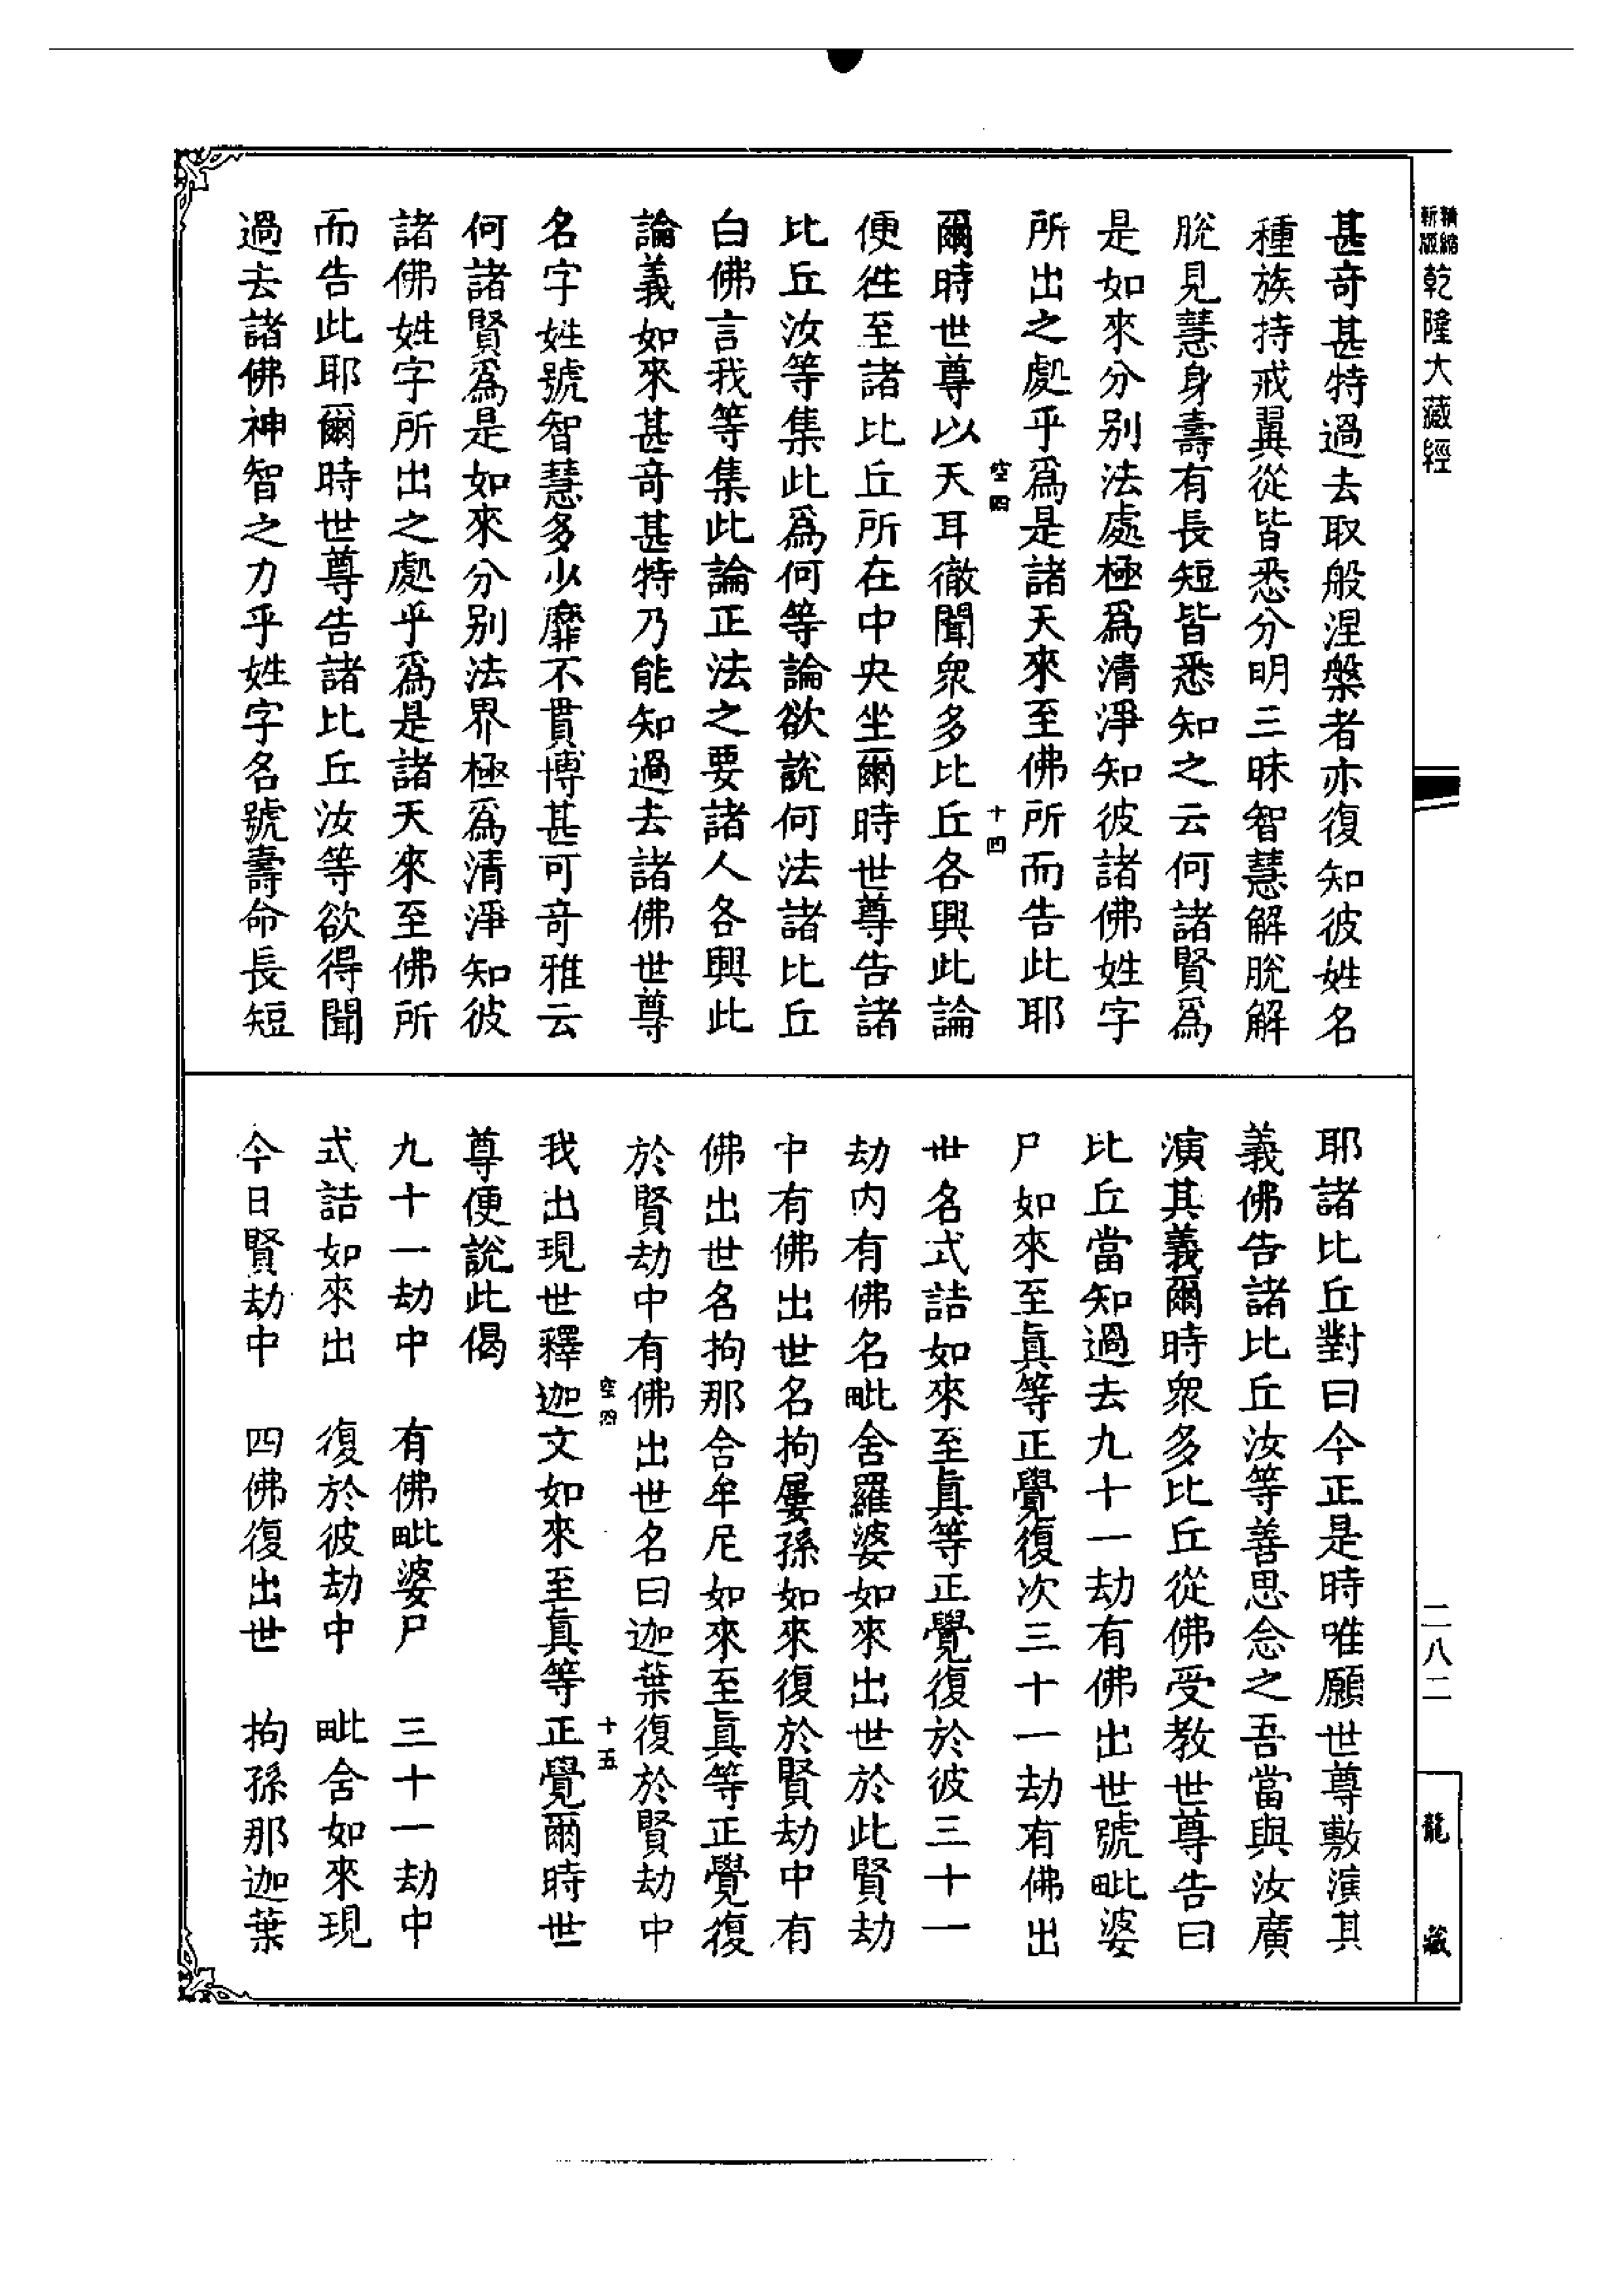 精縮
新版
乾隆大藏經
甚奇甚特過去取般涅槃者亦復知彼姓名
種族持戒翼從皆悉分明三昧智慧解脫解
脫見慧身壽有長短皆悉知之云何諸賢爲
是如來分别法處極爲清淨知彼諸佛姓字
所出之處乎爲是諸天來至佛所而告此耶
空四
十四
爾時世尊以天耳徹聞衆多比丘各興此論
便往至諸比丘所在中央坐爾時世尊告諸
比丘汝等集此爲何等論欲說何法諸比丘
白佛言我等集此論正法之要諸人各興此
論義如來甚奇甚特乃能知過去諸佛世尊
名字姓號智慧多少靡不貫博甚可奇雅云
何諸賢爲是如來分别法界極爲清淨知彼
諸佛姓字所出之處乎爲是諸天來至佛所
而告此耶爾時世尊告諸比丘汝等欲得聞
過去諸佛神智之力乎姓字名號壽命長短
耶諸比丘對曰今正是時唯願世尊敷演其
義佛告諸比丘汝等善思念之吾當與汝廣
演其義爾時衆多比丘從佛受教世尊告曰
比丘當知過去九十一劫有佛出世號毗婆
尸如來至眞等正覺復次三十一劫有佛出
世名式詰如來至眞等正覺復於彼三十一
劫内有佛名毗舍羅婆如來出世於此賢劫
中有佛出世名拘屢孫如來復於賢劫中有
佛出世名拘那含牟尼如來至眞等正覺復
於賢劫中有佛出世名曰迦葉復於賢劫中
空四
十五
我出現世釋迦文如來至眞等正覺爾時世
尊便說此偈
九十一劫中　有佛毗婆尸　三十一劫中
式詰如來出　復於彼劫中　毗舍如來現
今日賢劫中　四佛復出世　拘孫那迦葉
二八二
龍藏